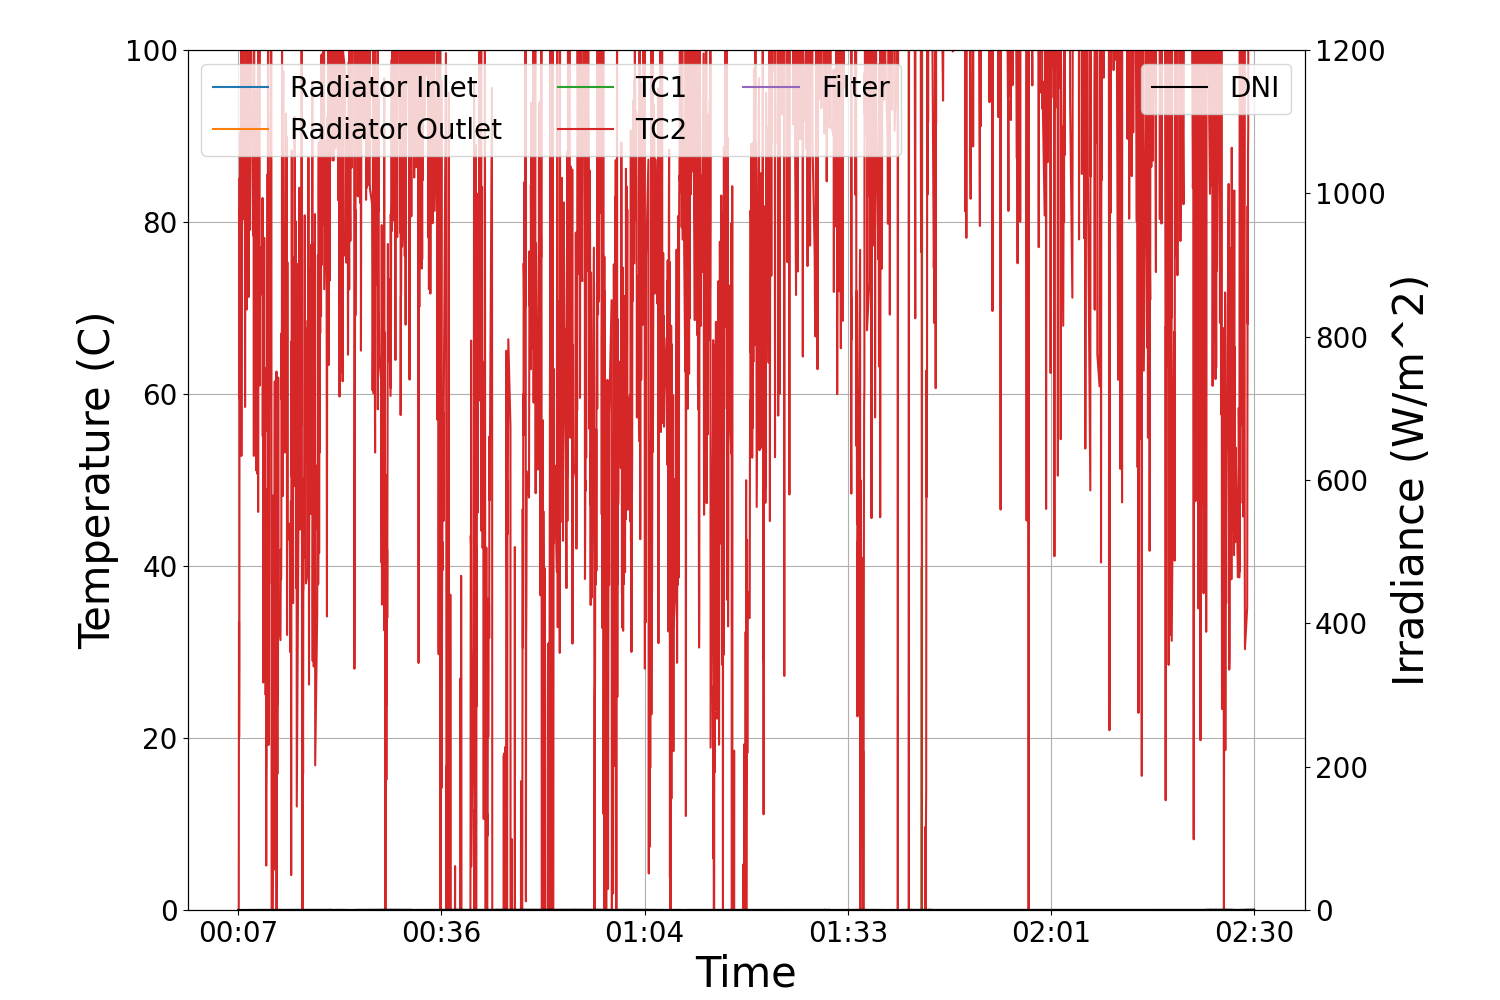 100
80
60
40
20
0
Temperature (C)
Radiator Inlet
Radiator Outlet
TC1
TC2
Filter
DNI
1200
1000
800
600
400
200
0
Irradiance (W/m^2)
00:07 00:36 01:04 01:33 02:01 02:30
Time